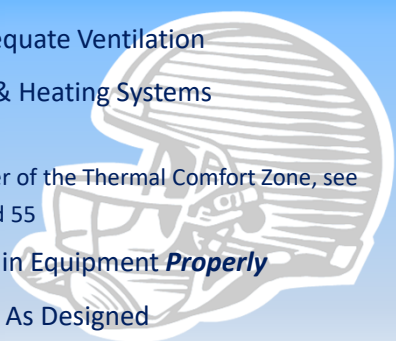 equate Ventilation
& Heating Systems
er of the Thermal Comfort Zone, see
d 55
in Equipment Properly
As Designed